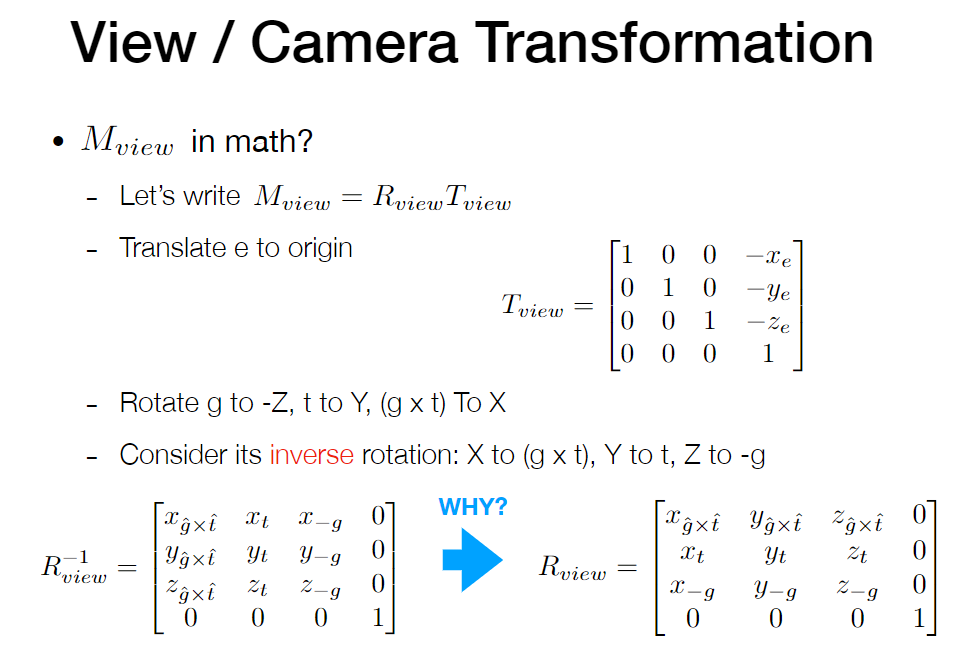 View / Camera Transformation
• $M_{view}$ in math?
- Let's write $M_{view} = R_{view}T_{view}$
- Translate e to origin
$T_{view} = \begin{bmatrix} 1 & 0 & 0 & -x_e \\ 0 & 1 & 0 & -y_e \\ 0 & 0 & 1 & -z_e \\ 0 & 0 & 0 & 1 \end{bmatrix}$
- Rotate g to -Z, t to Y, (g x t) To X
- Consider its inverse rotation: X to (g x t), Y to t, Z to -g
$R_{view}^{-1} = \begin{bmatrix} x_{\hat{g}\times\hat{t}} & x_t & x_{-g} & 0 \\ y_{\hat{g}\times\hat{t}} & y_t & y_{-g} & 0 \\ z_{\hat{g}\times\hat{t}} & z_t & z_{-g} & 0 \\ 0 & 0 & 0 & 1 \end{bmatrix}$
WHY?
$R_{view} = \begin{bmatrix} x_{\hat{g}\times\hat{t}} & y_{\hat{g}\times\hat{t}} & z_{\hat{g}\times\hat{t}} & 0 \\ x_t & y_t & z_t & 0 \\ x_{-g} & y_{-g} & z_{-g} & 0 \\ 0 & 0 & 0 & 1 \end{bmatrix}$